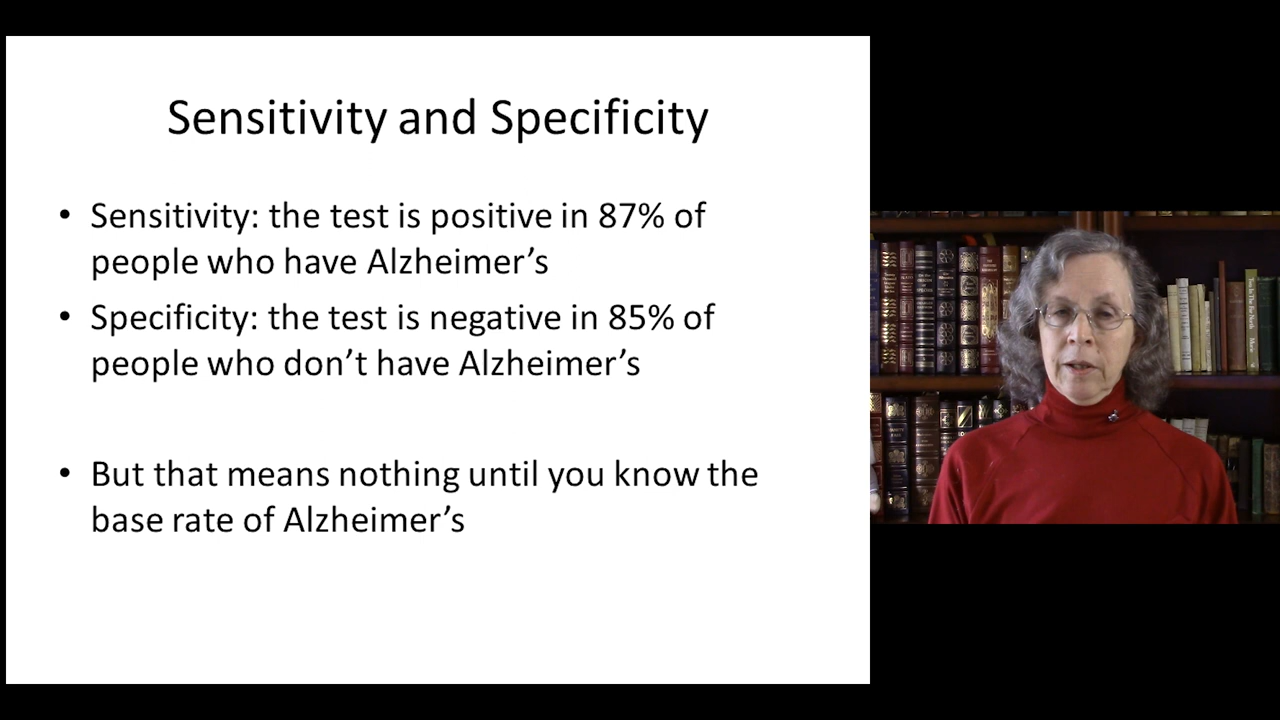 Sensitivity and Specificity
• Sensitivity: the test is positive in 87% of
people who have Alzheimer’s
• Specificity: the test is negative in 85% of
people who don’t have Alzheimer’s
• But that means nothing until you know the
base rate of Alzheimer’s